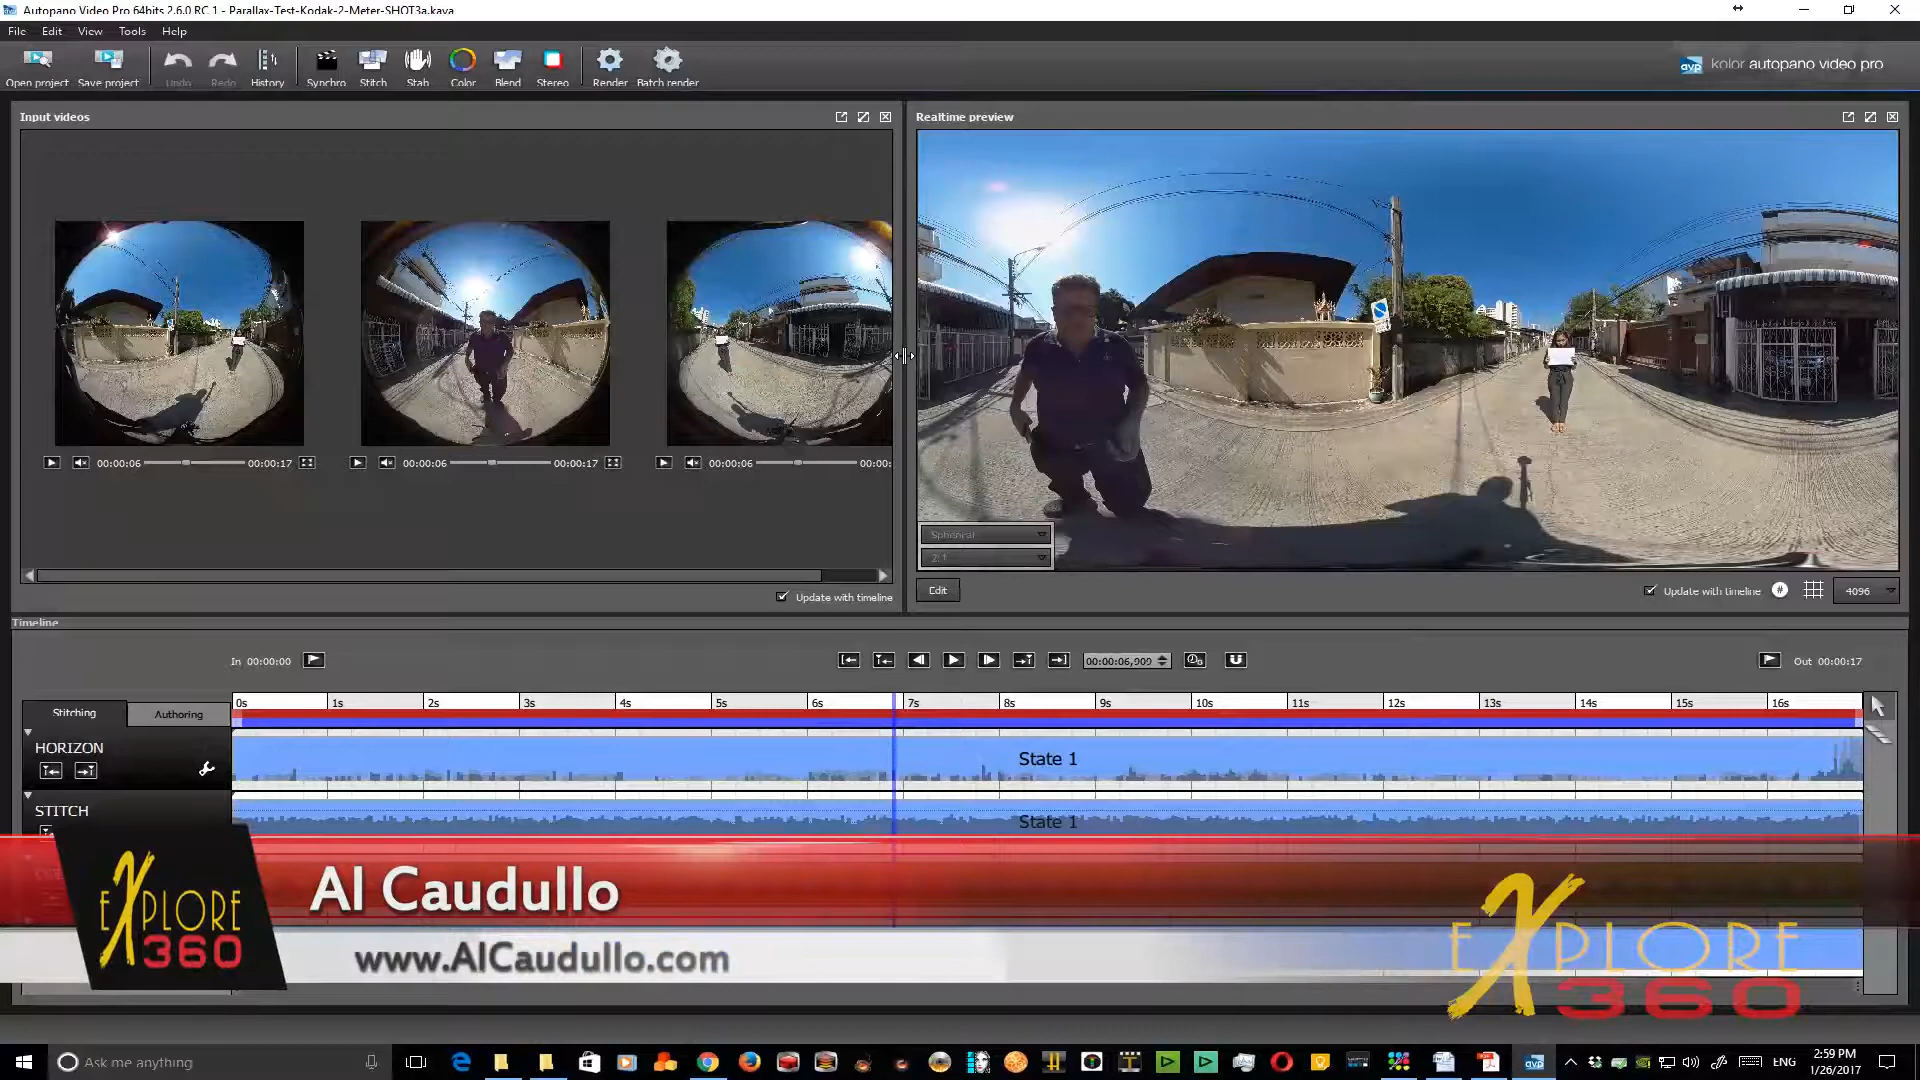 Autopano Video Pro 64bits 2.6.0 RC 1 - Parallax-Test-Kodak-2-Meter-SHOT3a.kava
File Edit View Tools Help
Open project Save project Undo Redo History Synchro Stitch Stab Color Blend Stereo Render Batch render
avp kolor autopano video pro
Input videos
Realtime preview
00:00:06 00:00:17 00:00:06 00:00:17 00:00:06 00:00:
Spherical
2:1
Edit
Update with timeline
Update with timeline # 4096
Timeline
In 00:00:00
00:00:06,909
Out 00:00:17
Stitching Authoring
0s 1s 2s 3s 4s 5s 6s 7s 8s 9s 10s 11s 12s 13s 14s 15s 16s
HORIZON
State 1
STITCH
State 1
EXPLORE
360
Al Caudullo
www.AlCaudullo.com
EXPLORE
360
Ask me anything
ENG
2:59 PM
1/26/2017